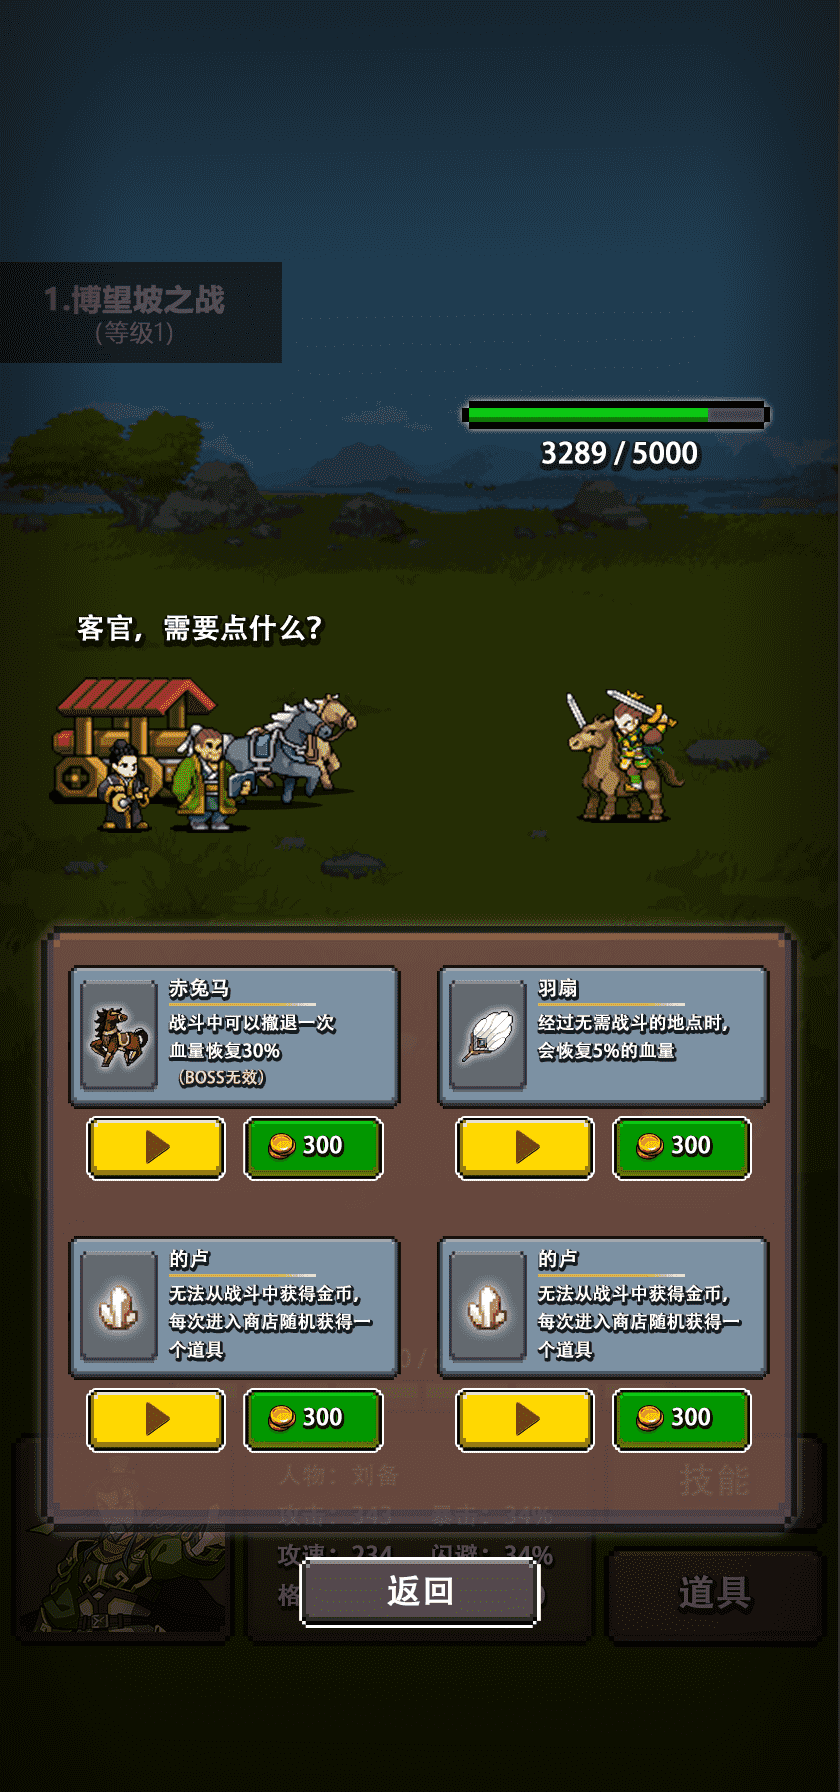 1.博望坡之战
(等级1)
3289 / 5000
客官，需要点什么？
赤兔马
战斗中可以撤退一次
血量恢复30%
（BOSS无效）
300
羽扇
经过无需战斗的地点时，
会恢复5%的血量
300
的卢
无法从战斗中获得金币，
每次进入商店随机获得一
个道具
300
的卢
无法从战斗中获得金币，
每次进入商店随机获得一
个道具
300
人物：刘备
技能
攻击：343 暴击：34%
攻速：234 闪避：34%
格
返回
道具